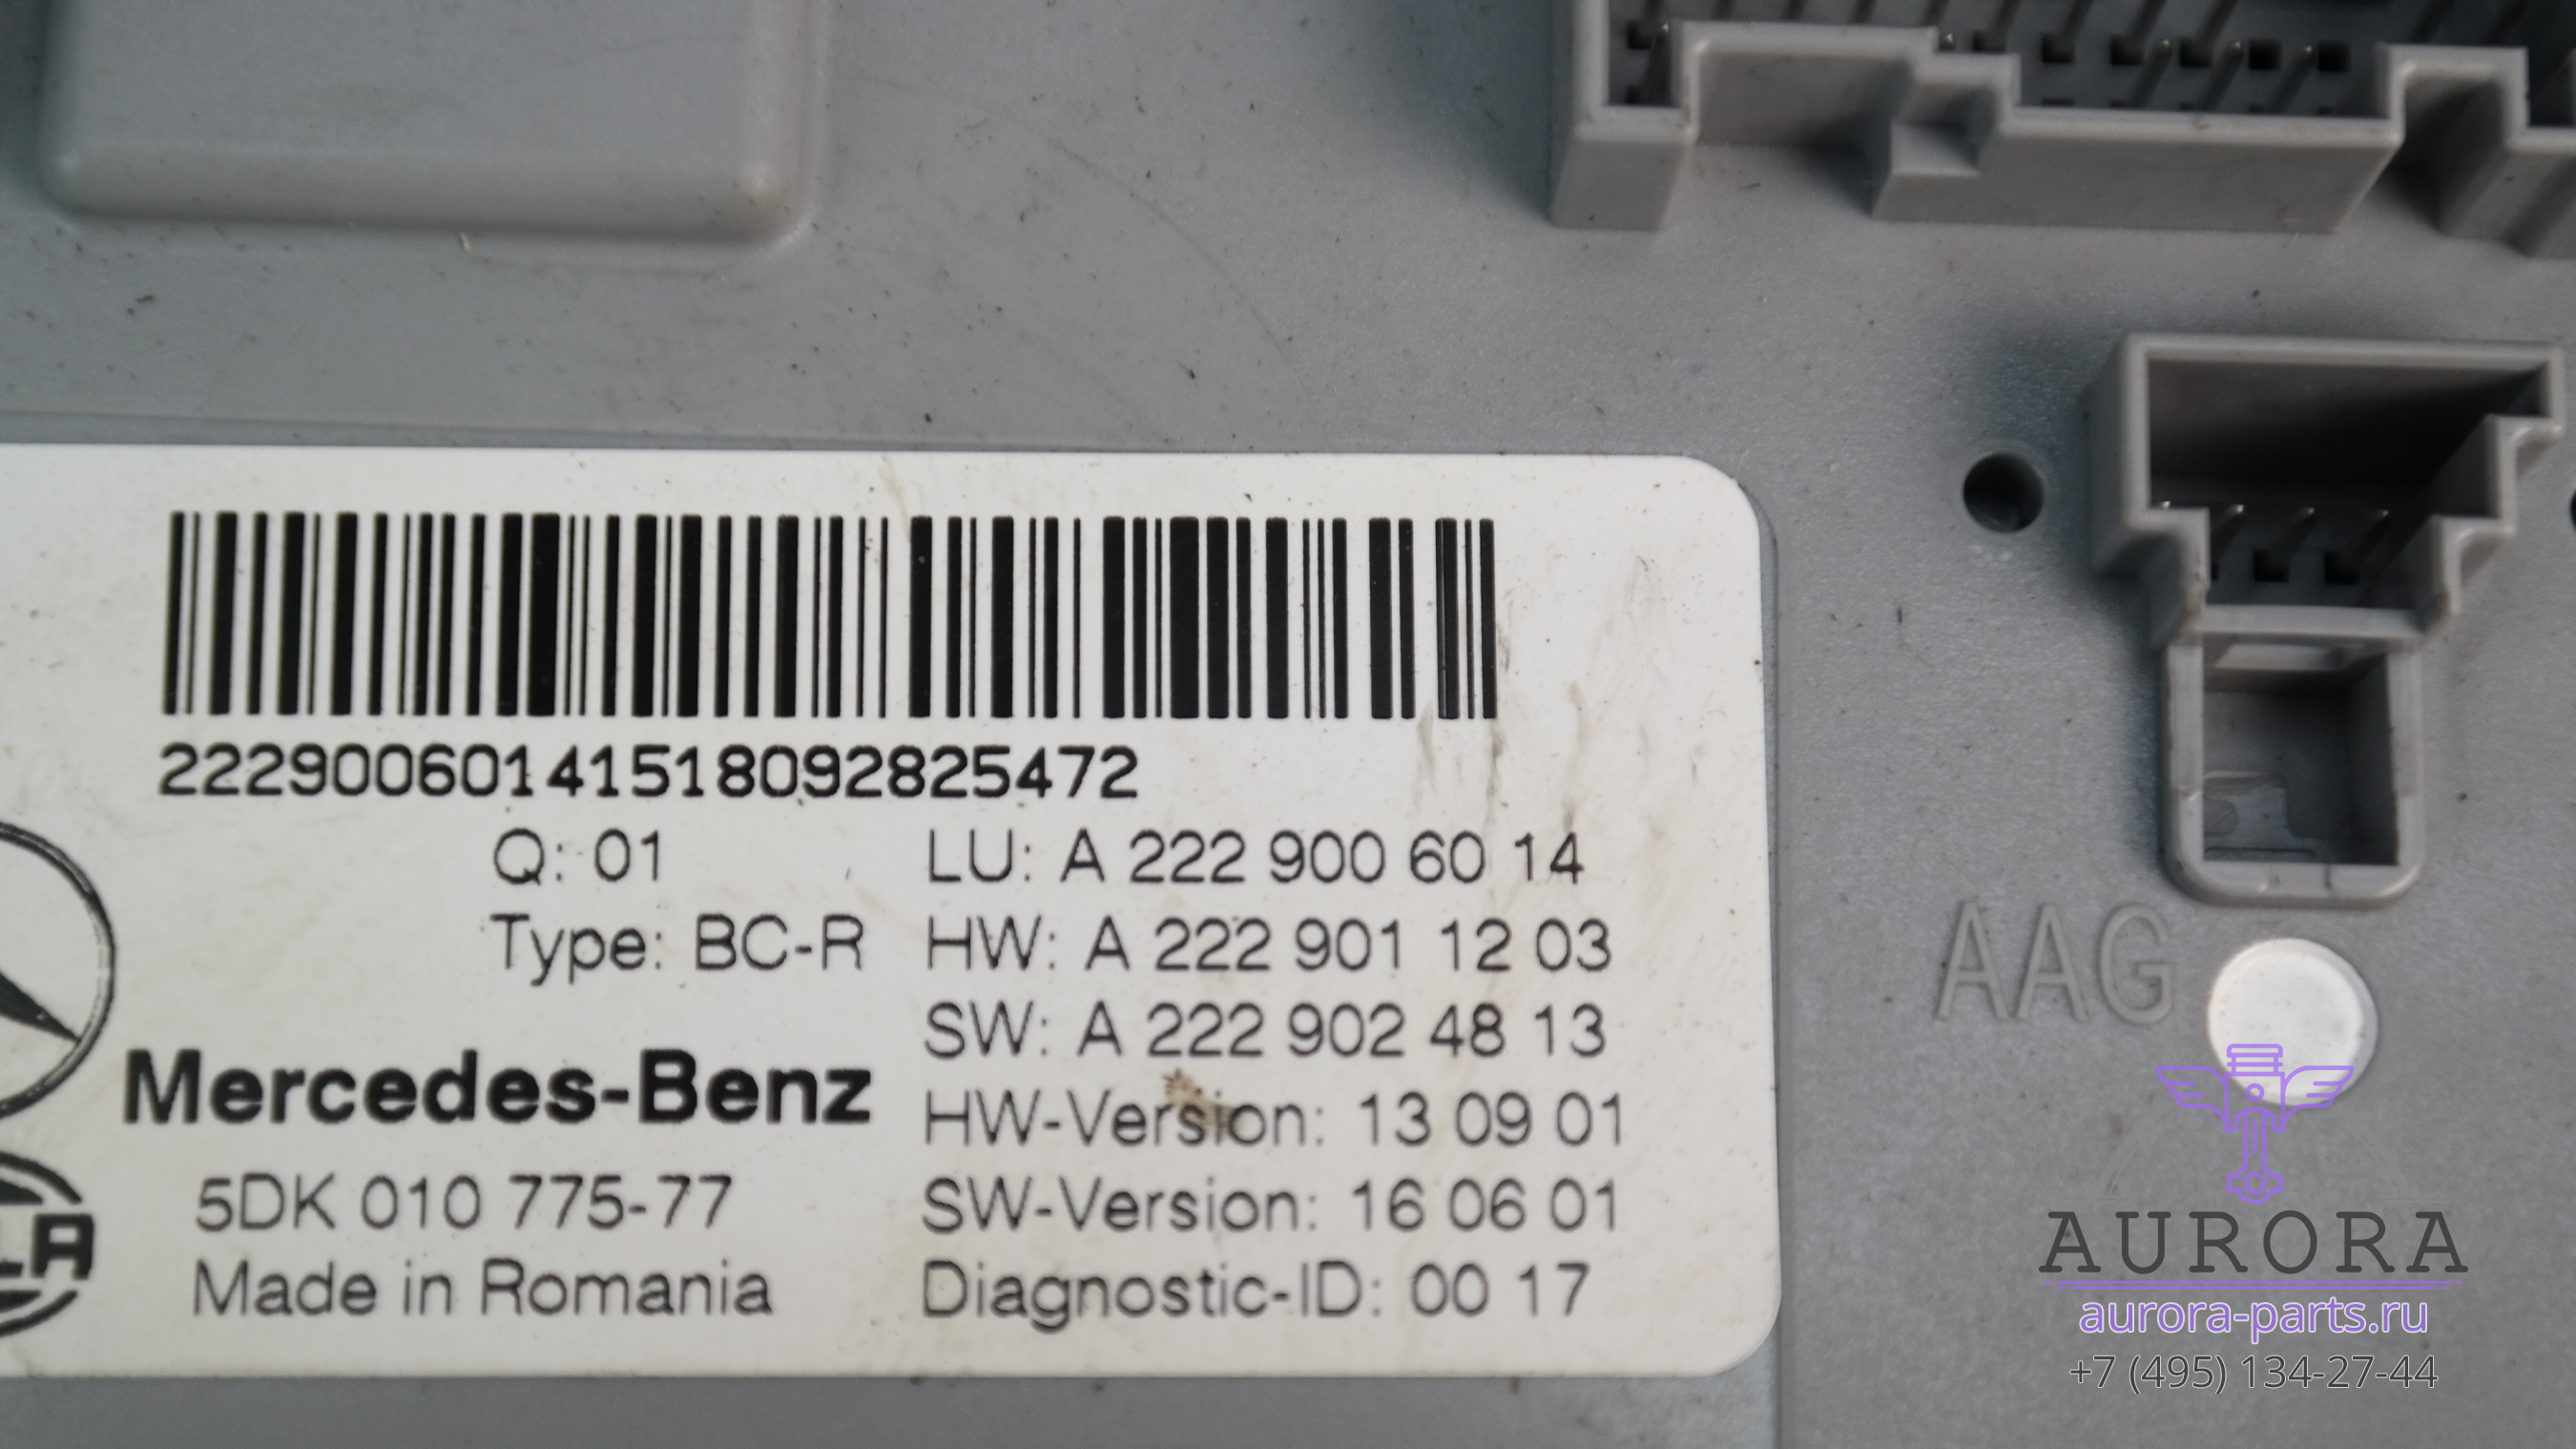 22290060141518092825472
Q: 01 LU: A 222 900 60 14
Type: BC-R HW: A 222 901 12 03
SW: A 222 902 48 13
Mercedes-Benz
HW-Version: 13 09 01
5DK 010 775-77 SW-Version: 16 06 01
LA
Made in Romania Diagnostic-ID: 00 17
AAG
AURORA
aurora-parts.ru
+7 (495) 134-27-44